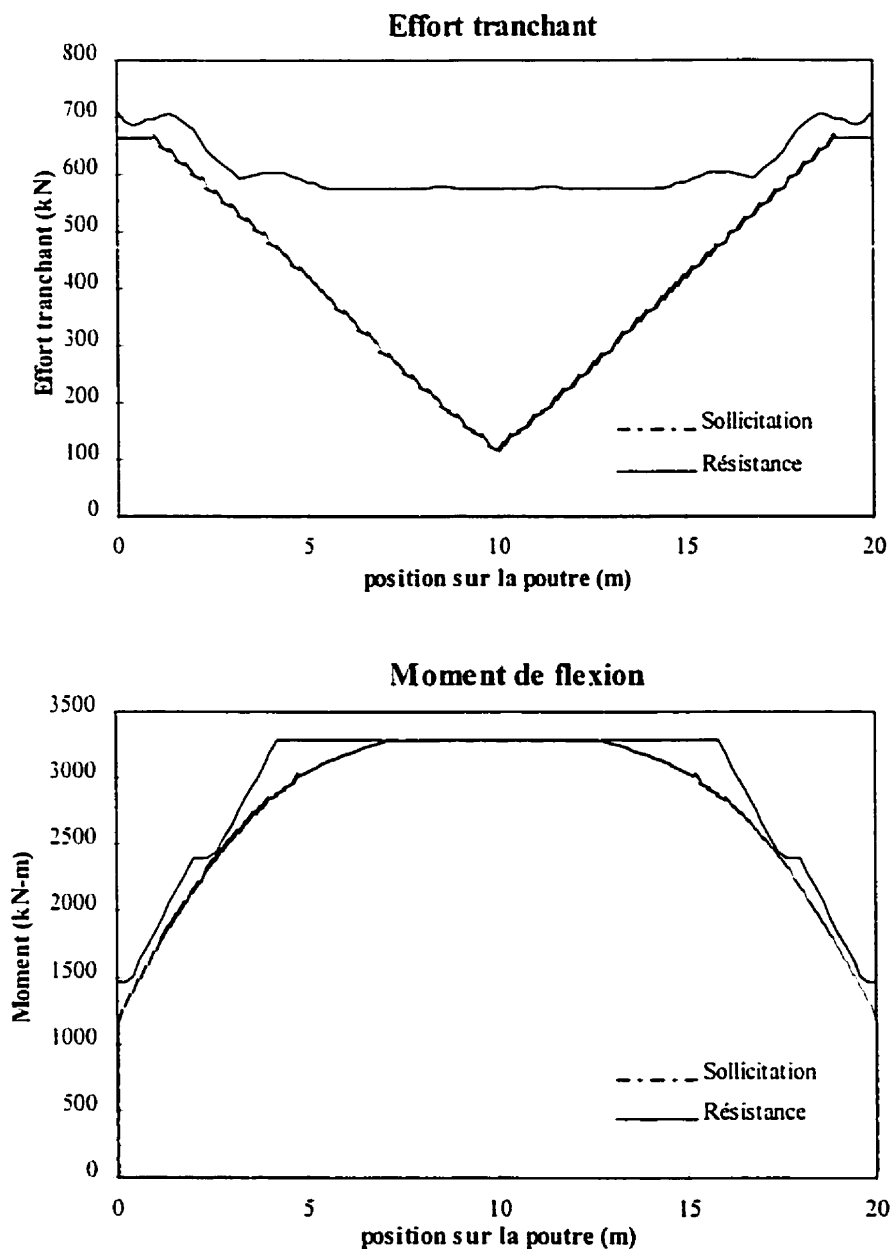 Effort tranchant
800
700
600
500
400
300
200
100
0
Effort tranchant (kN)
Sollicitation
Résistance
0 5 10 15 20
position sur la poutre (m)
Moment de flexion
3500
3000
2500
2000
1500
1000
500
0
Moment (kN-m)
Sollicitation
Résistance
0 5 10 15 20
position sur la poutre (m)